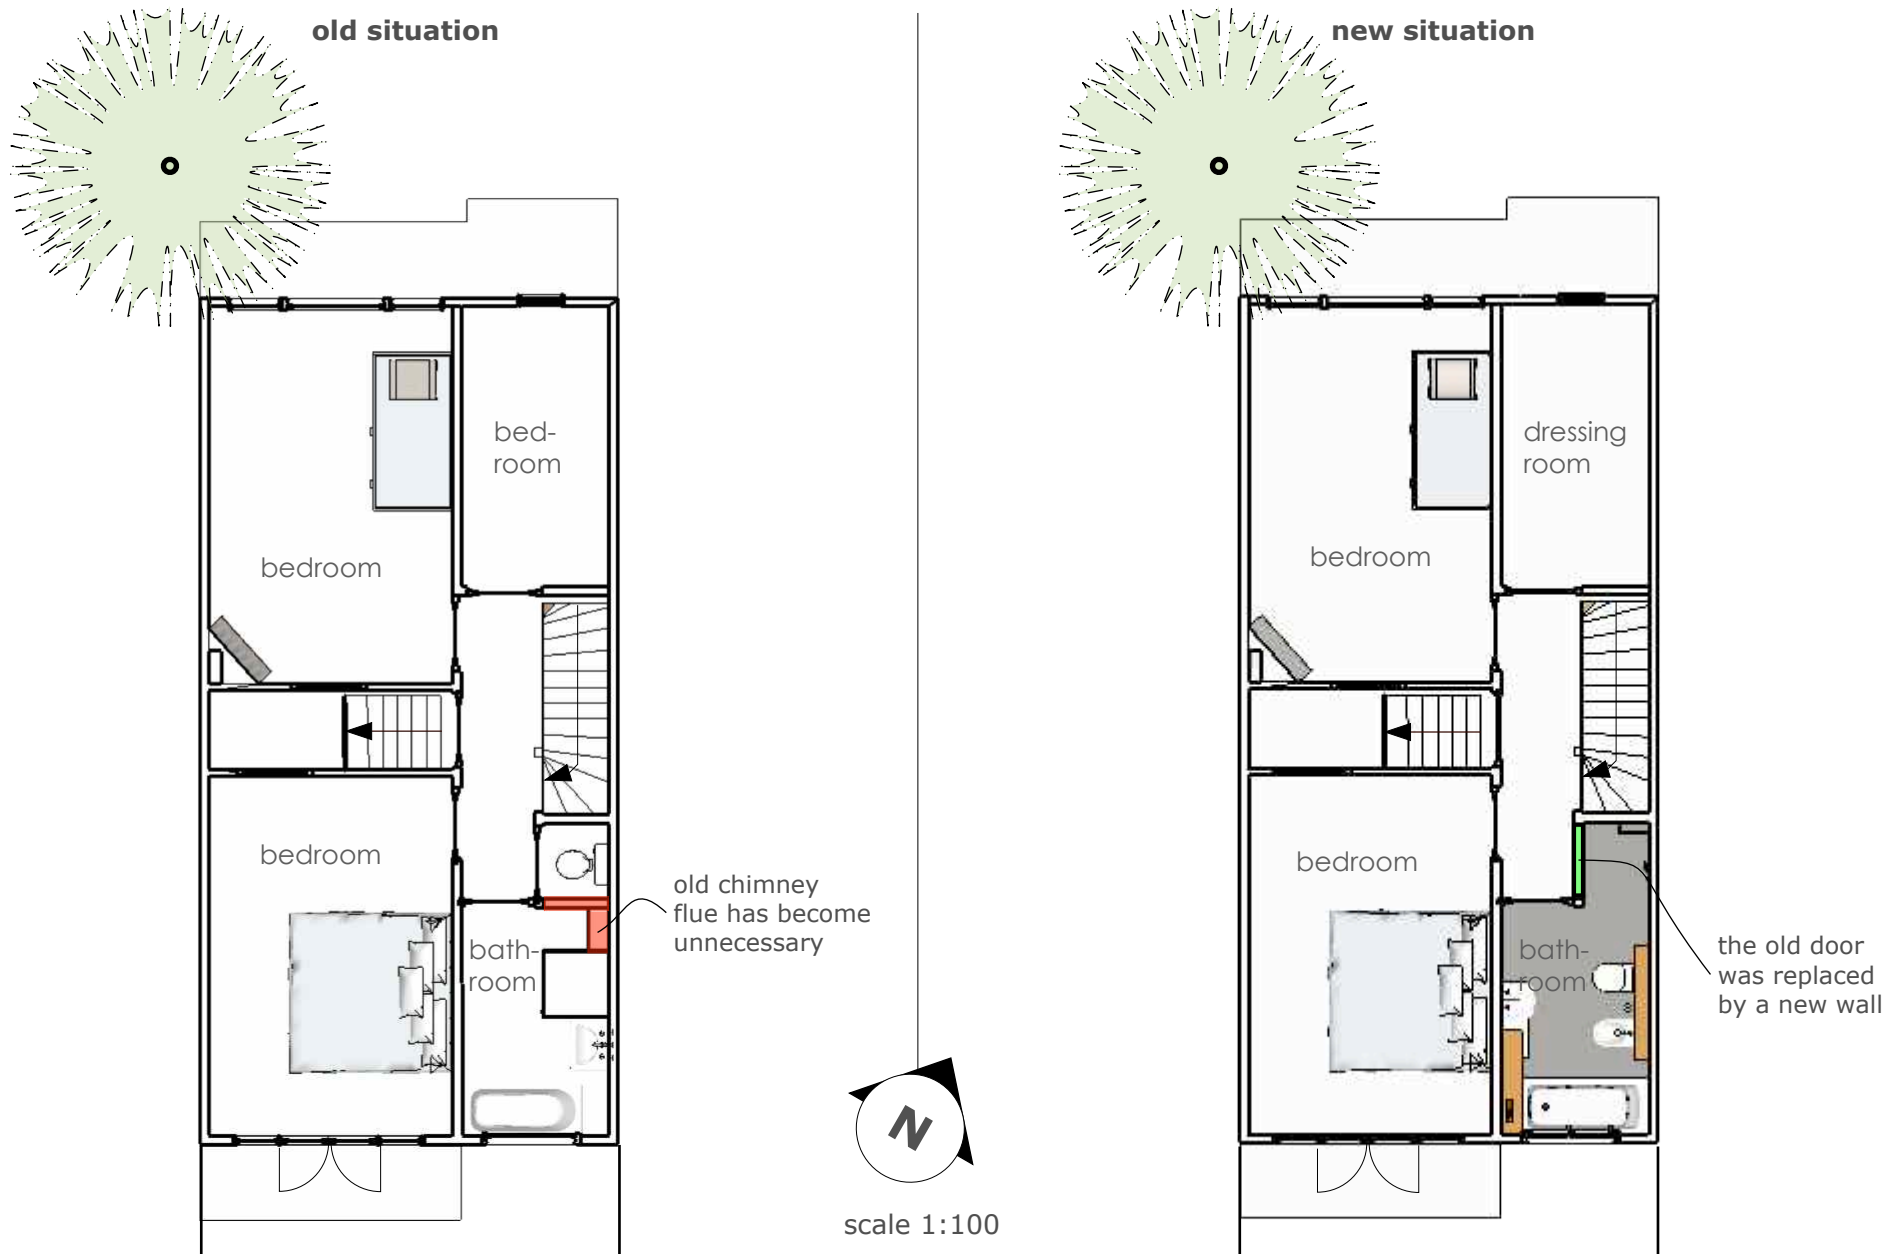 old situation
new situation
bed-
room
bedroom
bedroom
bath-
room
old chimney
flue has become
unnecessary
dressing
room
bedroom
bedroom
bath-
room
the old door
was replaced
by a new wall
N
scale 1:100